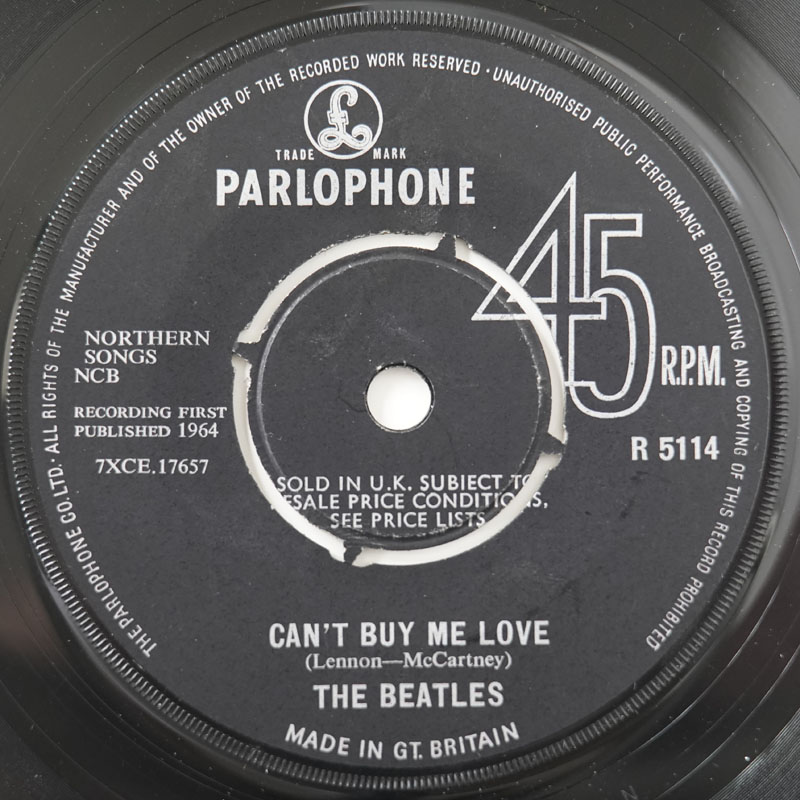 THE PARLOPHONE CO. LTD. · ALL RIGHTS OF THE MANUFACTURER AND OF THE OWNER OF THE RECORDED WORK RESERVED · UNAUTHORISED PUBLIC PERFORMANCE BROADCASTING AND COPYING OF THIS RECORD PROHIBITED
£
TRADE MARK
PARLOPHONE
45
R.P.M.
NORTHERN
SONGS
NCB
RECORDING FIRST
PUBLISHED 1964
7XCE.17657
R 5114
SOLD IN U.K. SUBJECT TO
RESALE PRICE CONDITIONS,
SEE PRICE LISTS
CAN'T BUY ME LOVE
(Lennon—McCartney)
THE BEATLES
MADE IN GT. BRITAIN